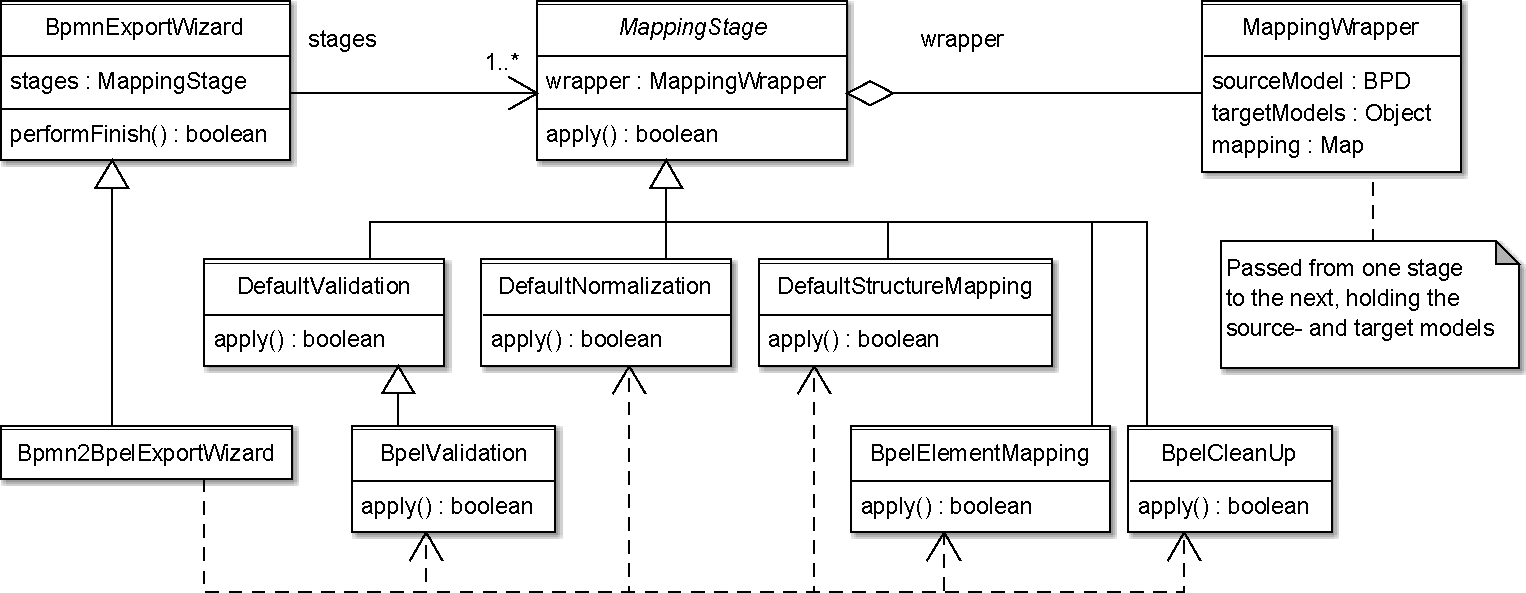 BpmnExportWizard
stages : MappingStage
performFinish() : boolean
stages
1..*
MappingStage
wrapper : MappingWrapper
apply() : boolean
wrapper
MappingWrapper
sourceModel : BPD
targetModels : Object
mapping : Map
Passed from one stage
to the next, holding the
source- and target models
DefaultValidation
apply() : boolean
DefaultNormalization
apply() : boolean
DefaultStructureMapping
apply() : boolean
Bpmn2BpelExportWizard
BpelValidation
apply() : boolean
BpelElementMapping
apply() : boolean
BpelCleanUp
apply() : boolean